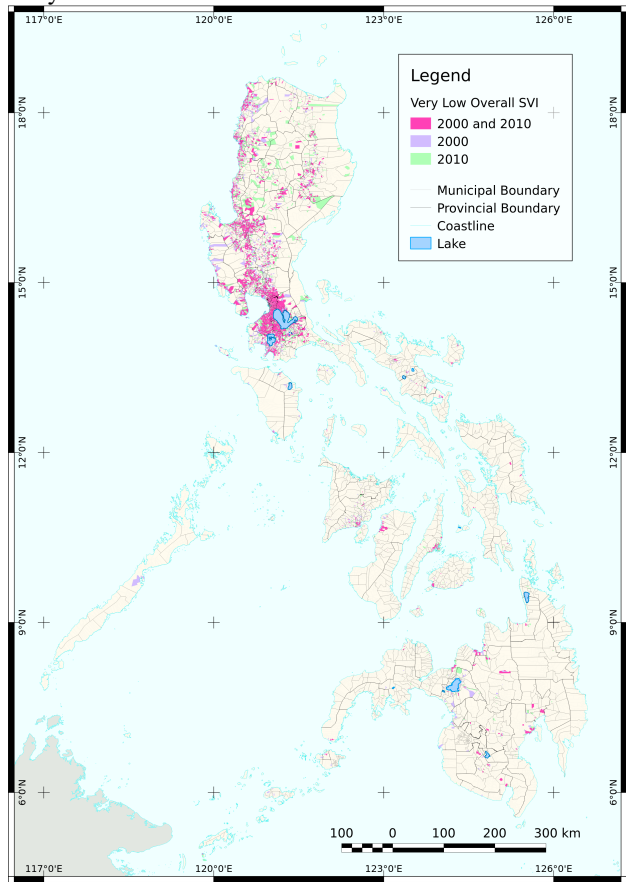 117°0'E 120°0'E 123°0'E 126°0'E
Legend
Very Low Overall SVI
2000 and 2010
2000
2010
Municipal Boundary
Provincial Boundary
Coastline
Lake
18°0'N 18°0'N
15°0'N 15°0'N
12°0'N 12°0'N
9°0'N 9°0'N
6°0'N 6°0'N
100 0 100 200 300 km
117°0'E 120°0'E 123°0'E 126°0'E